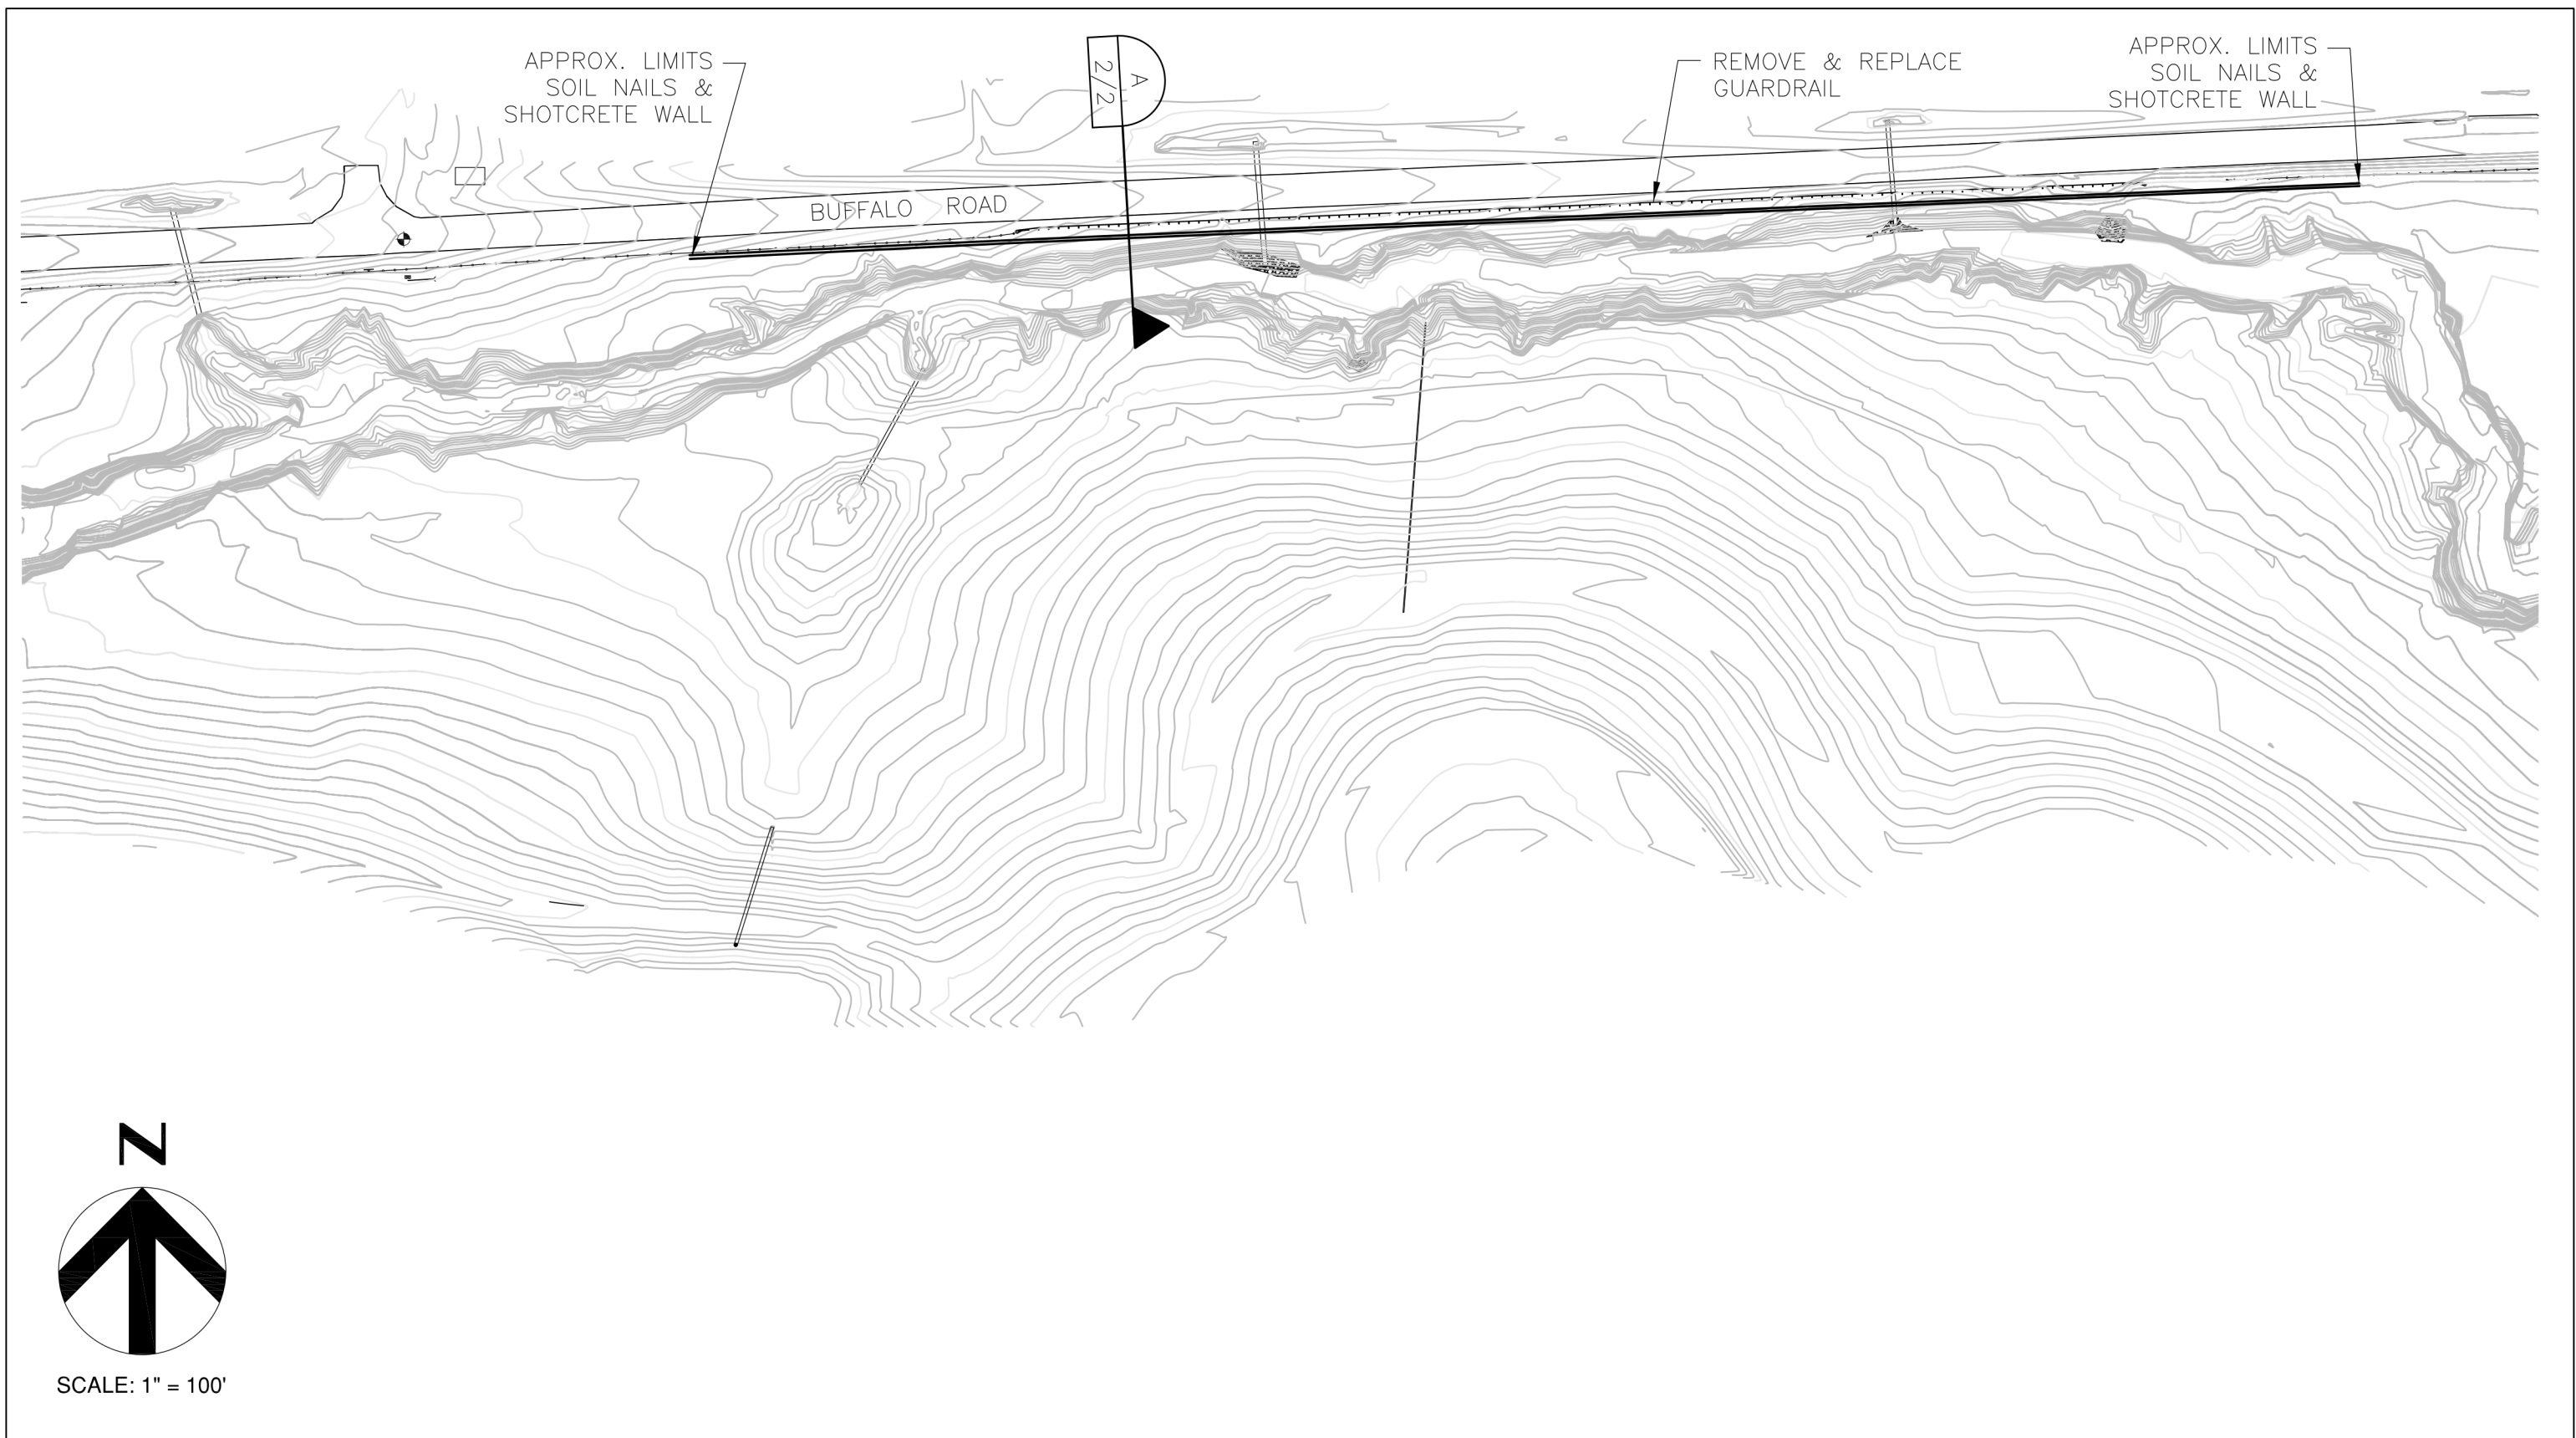 APPROX. LIMITS
SOIL NAILS &
SHOTCRETE WALL
A
2/2
REMOVE & REPLACE
GUARDRAIL
APPROX. LIMITS
SOIL NAILS &
SHOTCRETE WALL
BUFFALO ROAD
N
SCALE: 1" = 100'